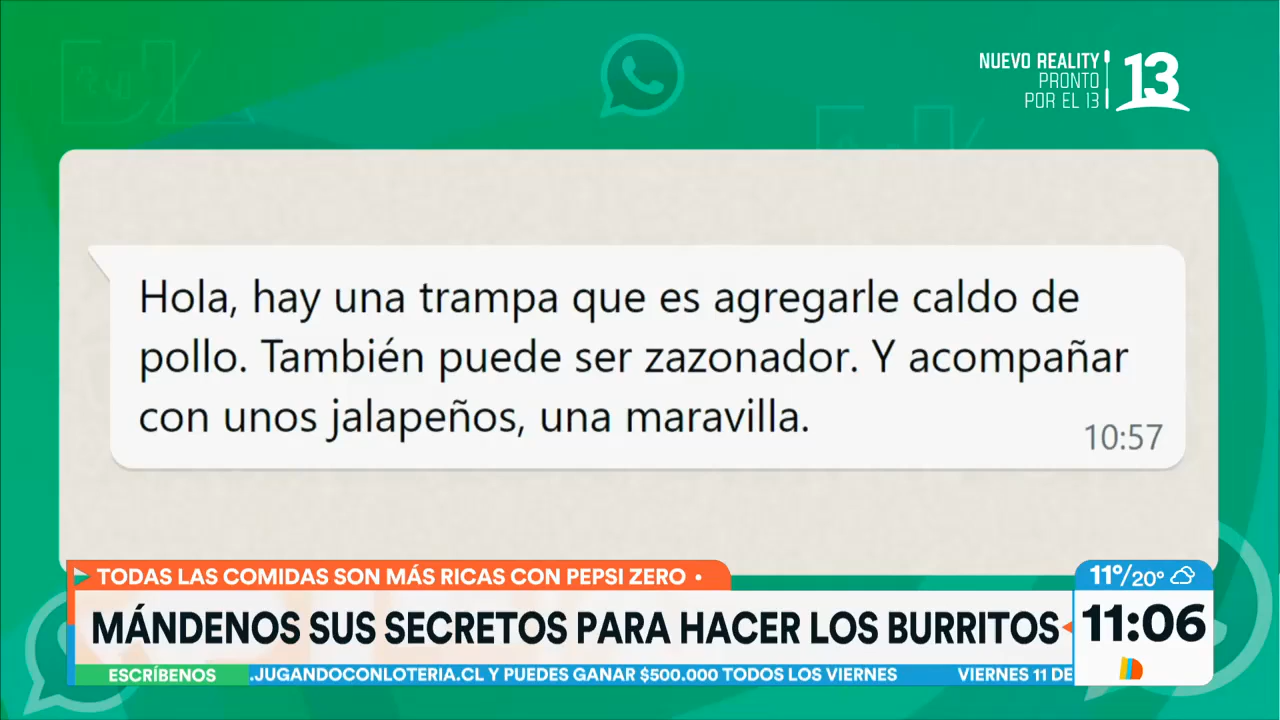 NUEVO REALITY
PRONTO
POR EL 13
13
Hola, hay una trampa que es agregarle caldo de
pollo. También puede ser zazonador. Y acompañar
con unos jalapeños, una maravilla.
10:57
TODAS LAS COMIDAS SON MÁS RICAS CON PEPSI ZERO •
11°/20°
MÁNDENOS SUS SECRETOS PARA HACER LOS BURRITOS
11:06
ESCRÍBENOS
.JUGANDOCONLOTERIA.CL Y PUEDES GANAR $500.000 TODOS LOS VIERNES VIERNES 11 DE